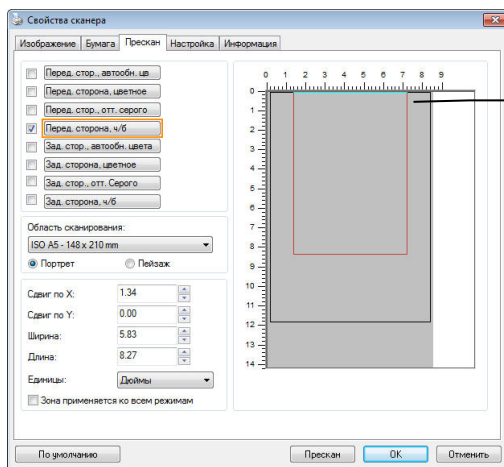 Свойства сканера
Изображение Бумага Прескан Настройка Информация
Перед. стор., автообн. цв
Перед. сторона, цветное
Перед. стор., отт. серого
Перед. сторона, ч/б
Зад. стор., автообн. цвета
Зад. сторона, цветное
Зад. стор., отт. Серого
Зад. сторона, ч/б
Область сканирования:
ISO A5 - 148 x 210 mm
Портрет Пейзаж
Сдвиг по X: 1.34
Сдвиг по Y: 0.00
Ширина: 5.83
Длина: 8.27
Единицы: Дюймы
Зона применяется ко всем режимам
0 1 2 3 4 5 6 7 8 9
0
1
2
3
4
5
6
7
8
9
10
11
12
13
14
По умолчанию Прескан OK Отменить